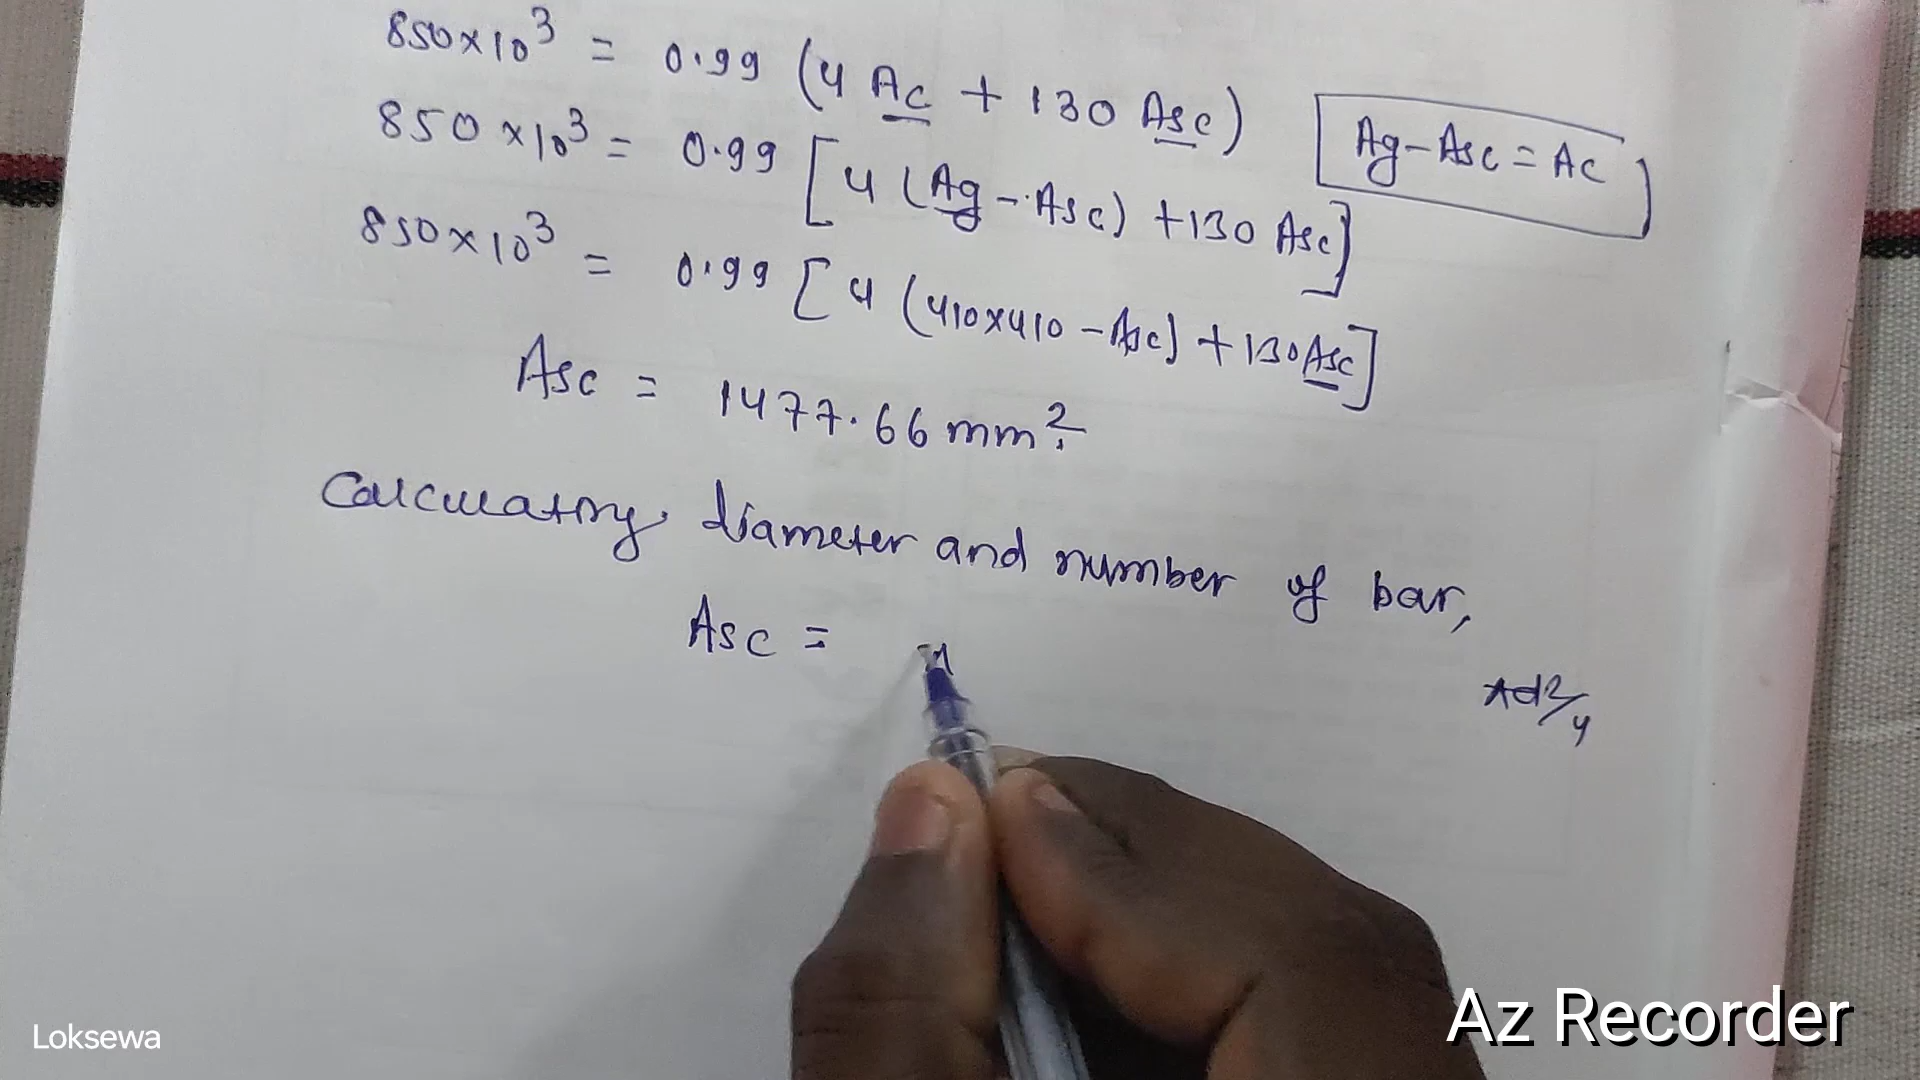 850×10³ = 0.99 (4 Ac + 130 Asc)
Ag-Asc = Ac
850×10³ = 0.99 [4 (Ag - Asc) +130 Asc]
850×10³ = 0.99 [4 (410×410 - Asc) + 130 Asc]
Asc = 1477.66 mm²
Calculating diameter and number of bar,
Asc =
πd²/4
Loksewa
Az Recorder